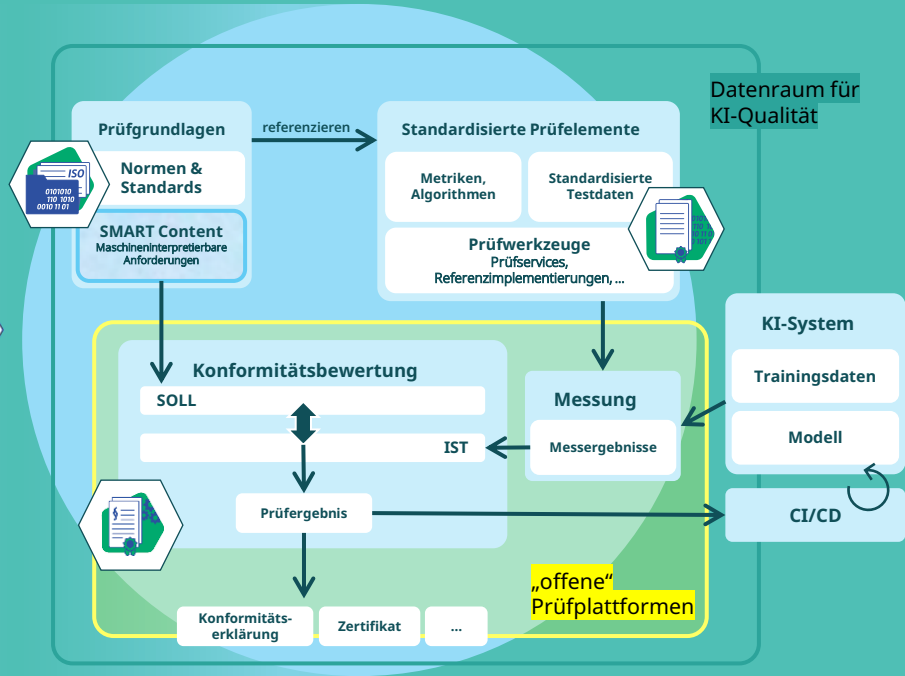 Datenraum für
KI-Qualität
Prüfgrundlagen
referenzieren
Standardisierte Prüfelemente
ISO
0101010
110 1010
0010 11 01
Normen &
Standards
SMART Content
Maschineninterpretierbare
Anforderungen
Metriken,
Algorithmen
Standardisierte
Testdaten
Prüfwerkzeuge
Prüfservices,
Referenzimplementierungen, ...
KI-System
Trainingsdaten
Modell
CI/CD
Konformitätsbewertung
SOLL
IST
Messung
Messergebnisse
§
Prüfergebnis
„offene“
Prüfplattformen
Konformitäts-
erklärung
Zertifikat
...